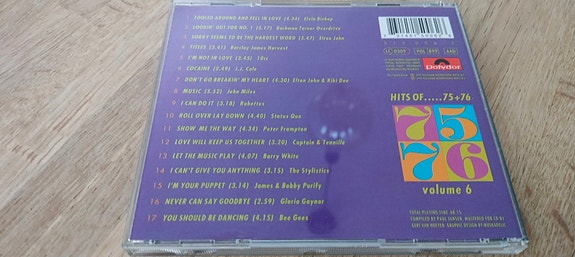 1 FOOLED AROUND AND FELL IN LOVE (4.34) Elvin Bishop
2 LOOKIN' OUT FOR NO. 1 Bachman Turner Overdrive
3 SORRY SEEMS TO BE THE HARDEST WORD (3.47) Elton John
4 TITLES (3.41) Barclay James Harvest
5 I'M NOT IN LOVE 10cc
6 COCAINE (2.49) J.J. Cale
7 DON'T GO BREAKIN' MY HEART (4.30) Elton John & Kiki Dee
8 MUSIC (3.32) John Miles
9 I CAN DO IT (3.18) Rubettes
10 ROLL OVER LAY DOWN (4.40) Status Quo
11 SHOW ME THE WAY (4.34) Peter Frampton
12 LOVE WILL KEEP US TOGETHER (3.20) Captain & Tennille
13 LET THE MUSIC PLAY (4.07) Barry White
14 I CAN'T GIVE YOU ANYTHING (3.14) The Stylistics
15 I'M YOUR PUPPET (3.14) James & Bobby Purify
16 NEVER CAN SAY GOODBYE (2.59) Gloria Gaynor
17 YOU SHOULD BE DANCING (4.15) Bee Gees
Polydor
HITS OF.....75+76
75
76
volume 6